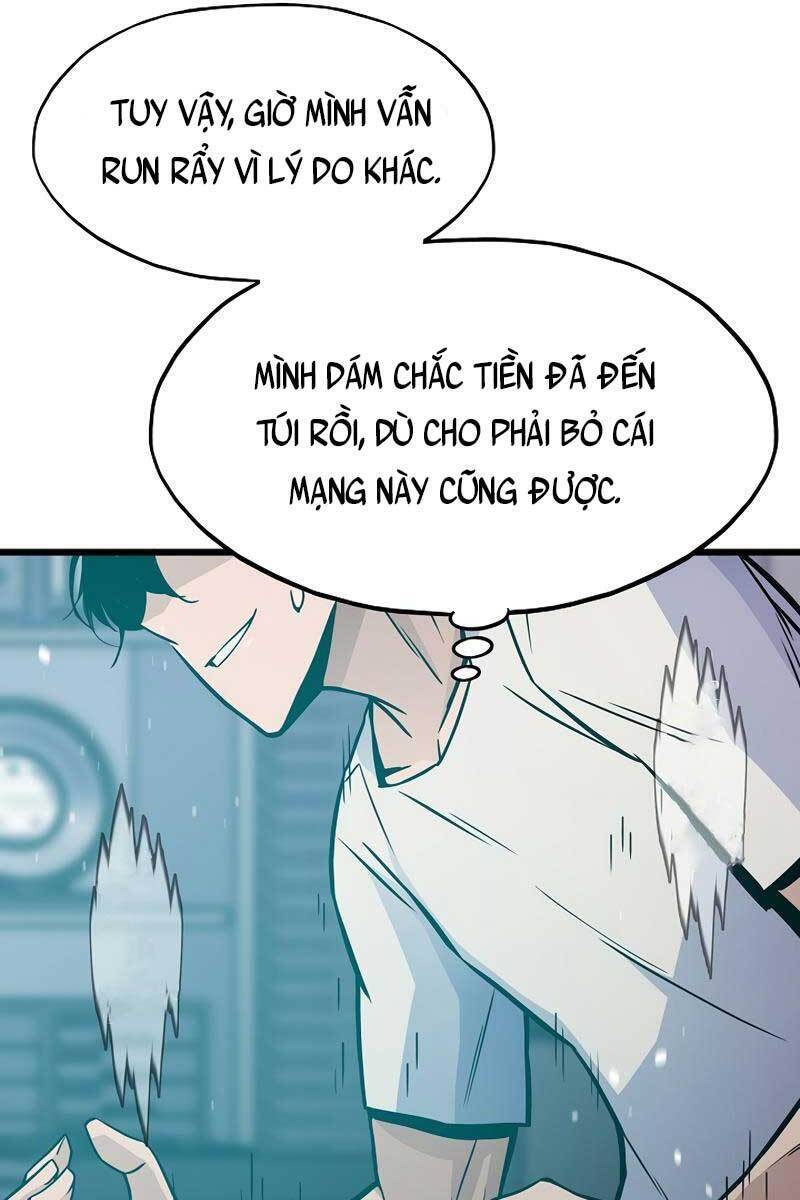 TUY VẬY, GIỜ MÌNH VẪN
RUN RẨY VÌ LÝ DO KHÁC.
MÌNH DÁM CHẮC TIỀN ĐÃ ĐẾN
TÚI RỒI, DÙ CHO PHẢI BỎ CÁI
MẠNG NÀY CŨNG ĐƯỢC.